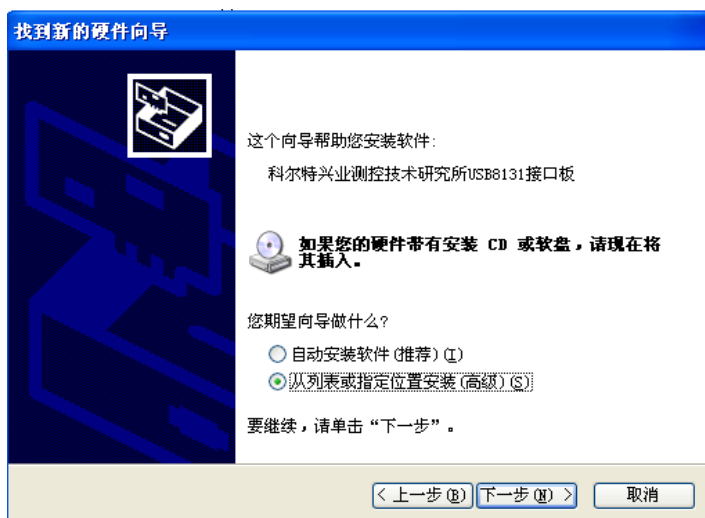 找到新的硬件向导
这个向导帮助您安装软件:
科尔特兴业测控技术研究所USB8131接口板
如果您的硬件带有安装 CD 或软盘，请现在将
其插入。
您期望向导做什么?
自动安装软件(推荐)(I)
从列表或指定位置安装(高级)(S)
要继续，请单击“下一步”。
< 上一步(B) 下一步(N) > 取消